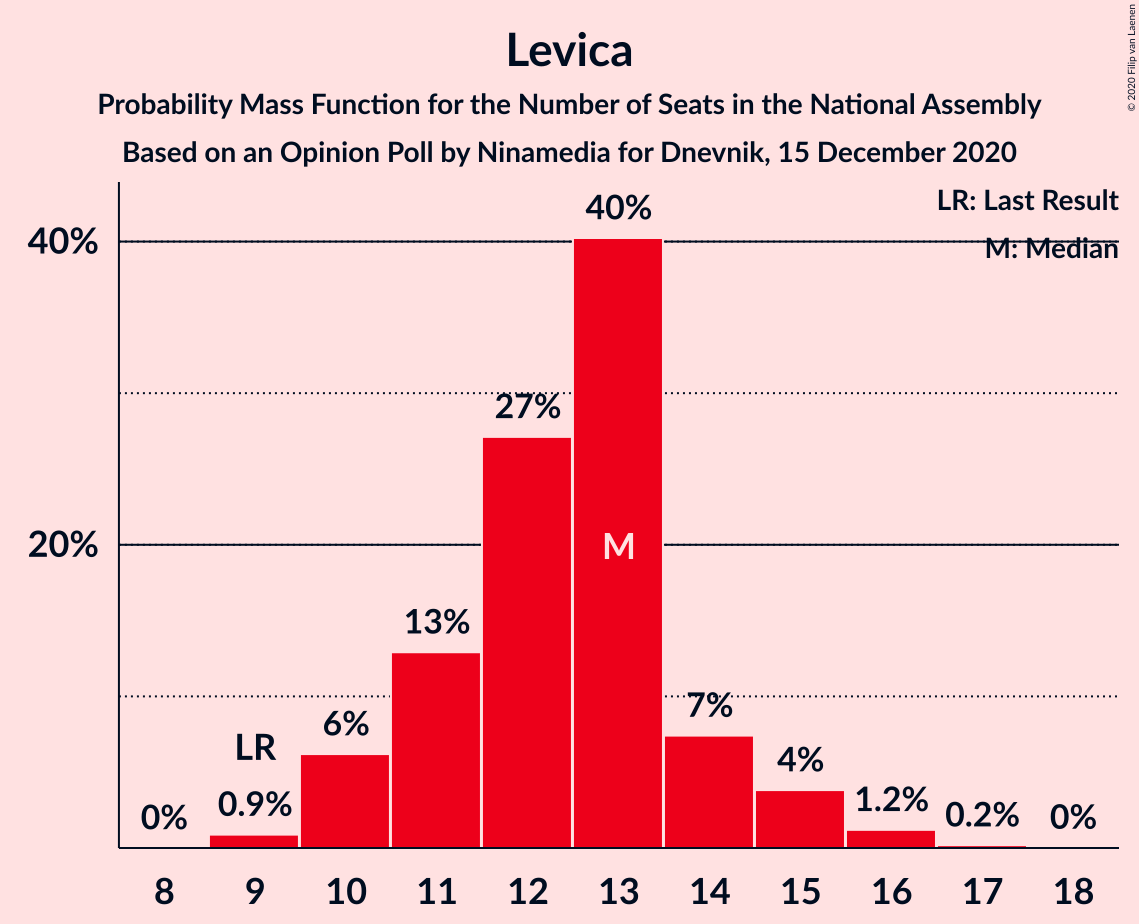 Levica
Probability Mass Function for the Number of Seats in the National Assembly
Based on an Opinion Poll by Ninamedia for Dnevnik, 15 December 2020
© 2020 Filip van Laenen
LR: Last Result
M: Median
40%
20%
0%
LR
0.9%
6%
13%
27%
40%
M
7%
4%
1.2%
0.2%
0%
8 9 10 11 12 13 14 15 16 17 18